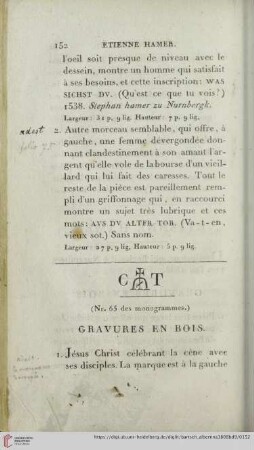 152 ETIENNE HAMER.
l'oeil soit presque de niveau avec le
dessein, montre un homme qui satisfait
à ses besoins, et cette inscription: WAS
SICHST DV. (Qu'est ce que tu vois!)
1538. Stephan hamer zu Nurnbergk.
Largeur: 32 p. 9 lig. Hauteur: 7 p. 9 lig.
adest
2. Autre morceau semblable, qui offre, à
gauche, une femme dévergondée don-
nant clandestinement à son amant l'ar-
gent qu'elle vole de la bourse d'un vieil-
lard qui lui fait des caresses. Tout le
reste de la pièce est pareillement rem-
pli d'un griffonnage qui, en raccourci
montre un sujet très lubrique et ces
mots: AVS DV ALTER TOR. (Va-t-en,
vieux sot.) Sans nom.
Largeur: 27 p. 9 lig, Hauteur: 5 p. 9 lig.
C T
(Nr. 65 des monogrammes.)
GRAVURES EN BOIS.
1. Jésus Christ célébrant la cène avec
ses disciples. La marque est à la gauche